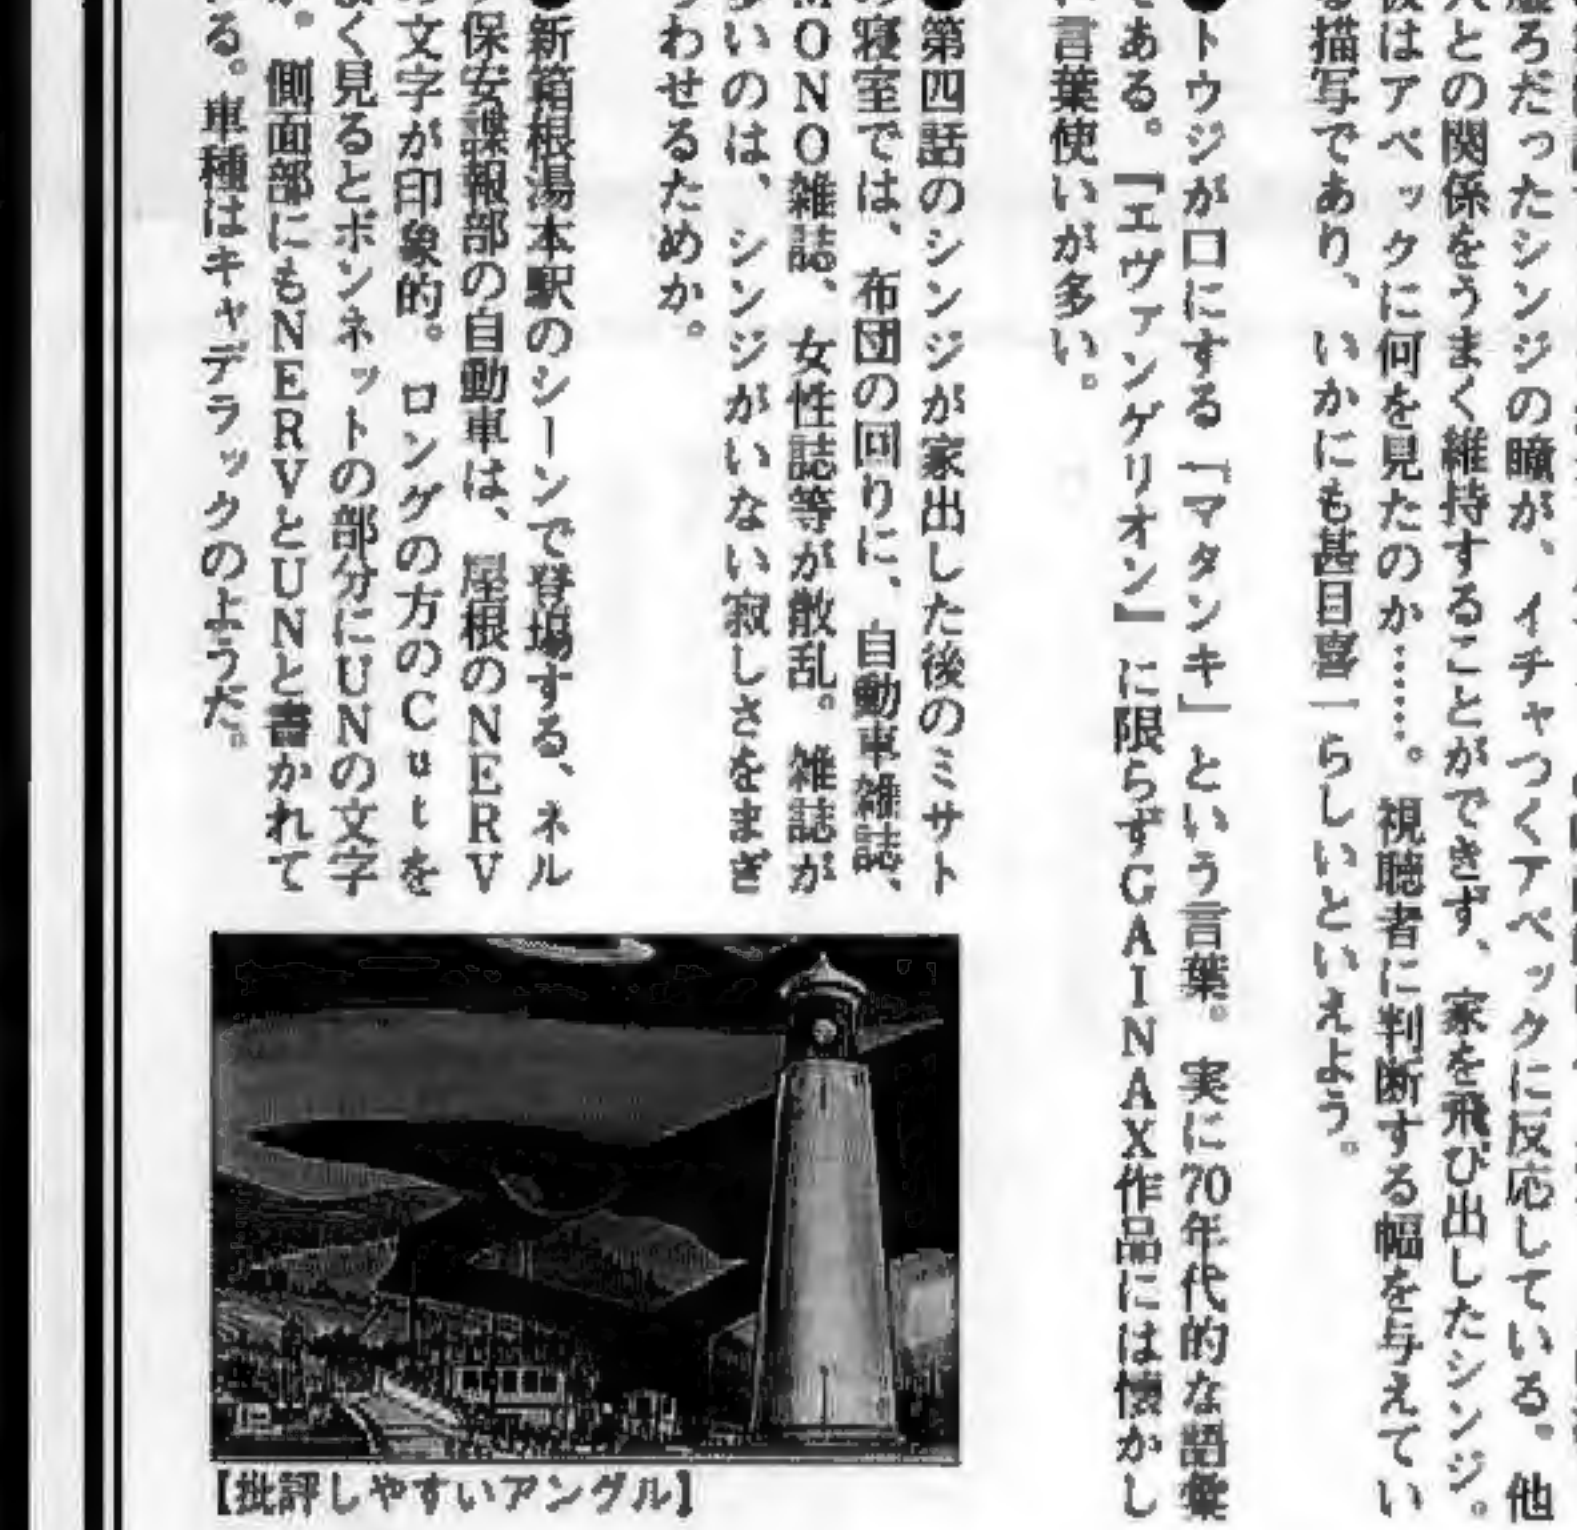 虚ろだったシンジの瞳が、イチャつくアベックに反応している。他
人との関係をうまく維持することができず、家を飛び出したシンジ。
彼はアベックに何を見たのか……。視聴者に判断する幅を与えてい
る描写であり、いかにも甚目喜一らしいといえよう。
●トウジが口にする「マタンキ」という言葉。実に70年代的な語彙
である。『エヴァンゲリオン』に限らずGAINAX作品には懐かし
い言葉使いが多い。
●第四話のシンジが家出した後のミサト
の寝室では、布団の回りに、自動車雑誌、
MONO雑誌、女性誌等が散乱。雑誌が
多いのは、シンジがいない寂しさをまぎ
らわせるためか。
●新箱根湯本駅のシーンで登場する、ネル
フ保安諜報部の自動車は、屋根のNERV
の文字が印象的。ロングの方のCutを
よく見るとボンネットの部分にUNの文字
が。側面部にもNERVとUNと書かれて
いる。車種はキャデラックのようだ。
【批評しやすいアングル】